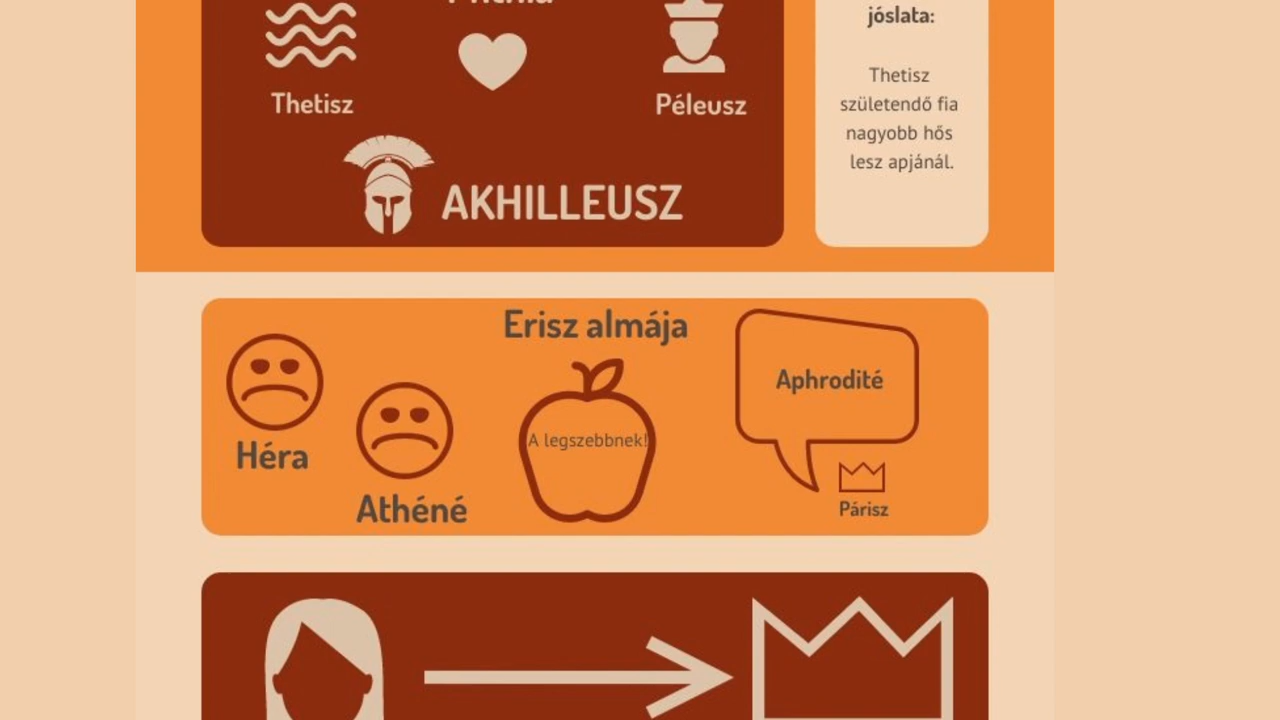 jóslata:
Thetisz
születendő fia
nagyobb hős
lesz apjánál.
Thetisz
Péleusz
AKHILLEUSZ
Erisz almája
A legszebbnek!
Héra
Athéné
Aphrodité
Párisz